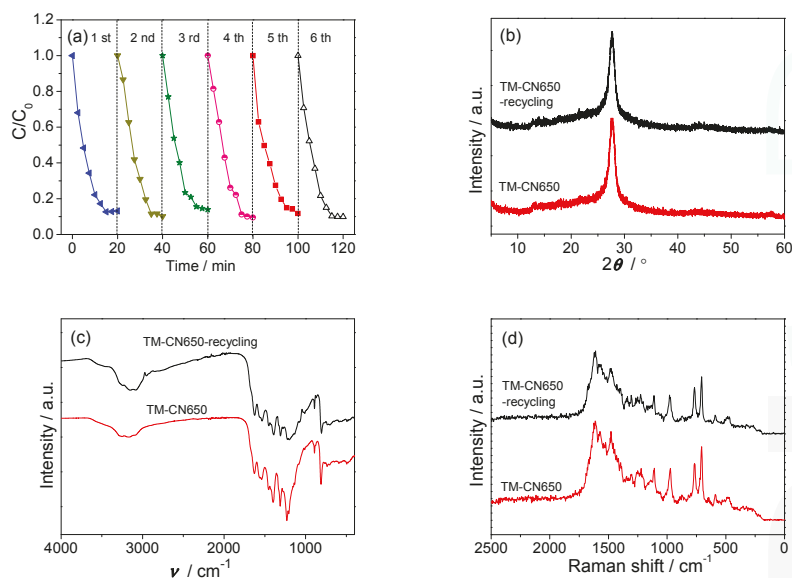 (a)
1 st
2 nd
3 rd
4 th
5 th
6 th
1.0
0.8
0.6
0.4
0.2
0.0
C/C0
0
20
40
60
80
100
120
Time / min
(b)
TM-CN650
-recycling
TM-CN650
Intensity / a.u.
10
20
30
40
50
60
2θ / °
(c)
TM-CN650-recycling
TM-CN650
Intensity / a.u.
4000
3000
2000
1000
ν / cm⁻¹
(d)
TM-CN650
-recycling
TM-CN650
Intensity / a.u.
2500
2000
1500
1000
500
0
Raman shift / cm⁻¹